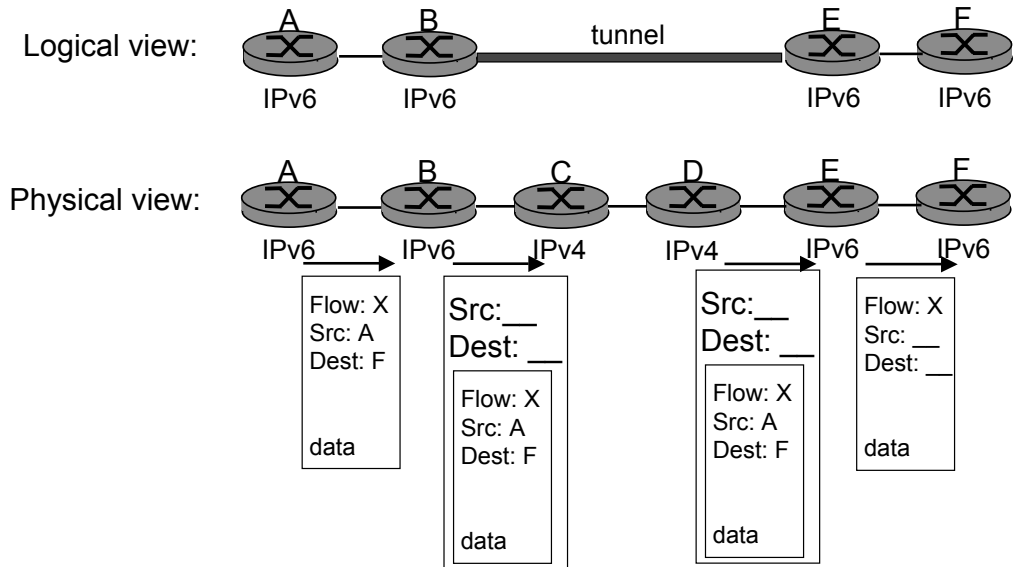 Logical view:
A
B
tunnel
E
F
IPv6
IPv6
IPv6
IPv6
Physical view:
A
B
C
D
E
F
IPv6
IPv6
IPv4
IPv4
IPv6
IPv6
Flow: X
Src: A
Dest: F
data
Src:__
Dest: __
Flow: X
Src: A
Dest: F
data
Src: __
Dest: __
Flow: X
Src: A
Dest: F
data
Flow: X
Src: __
Dest: __
data